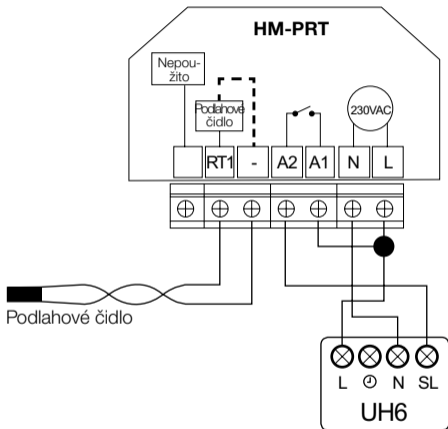 HM-PRT
Nepou-
žito
Podlahové
čidlo
230VAC
RT1 - A2 A1 N L
Podlahové čidlo
L N SL
UH6